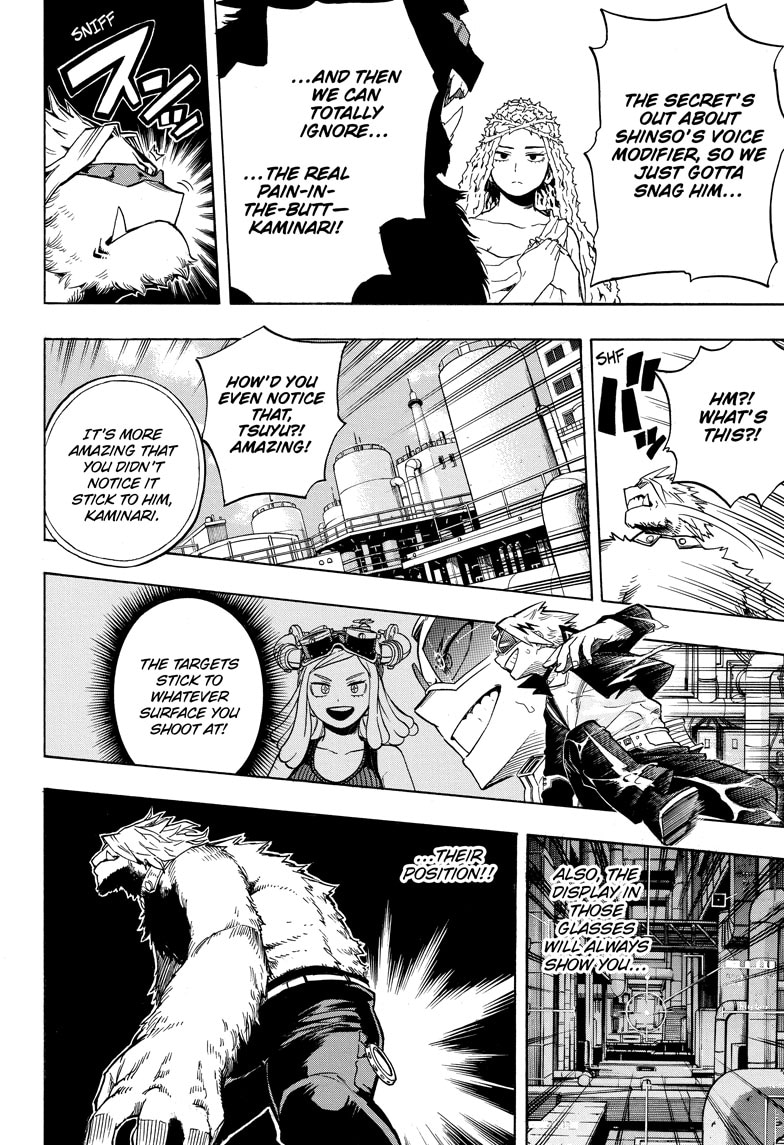 THE SECRET'S
OUT ABOUT
SHINSO'S VOICE
MODIFIER, SO WE
JUST GOTTA
SNAG HIM...
...AND THEN
WE CAN
TOTALLY
IGNORE...
...THE REAL
PAIN-IN-
THE-BUTT—
KAMINARI!
SNIFF
スンッ
HM?!
WHAT'S
THIS?!
SHF
HOW'D YOU
EVEN NOTICE
THAT,
TSUYU?!
AMAZING!
IT'S MORE
AMAZING THAT
YOU DIDN'T
NOTICE IT
STICK TO HIM,
KAMINARI.
THE TARGETS
STICK TO
WHATEVER
SURFACE YOU
SHOOT AT!
ALSO, THE
DISPLAY IN
THOSE
GLASSES
WILL ALWAYS
SHOW YOU...
...THEIR
POSITION!!